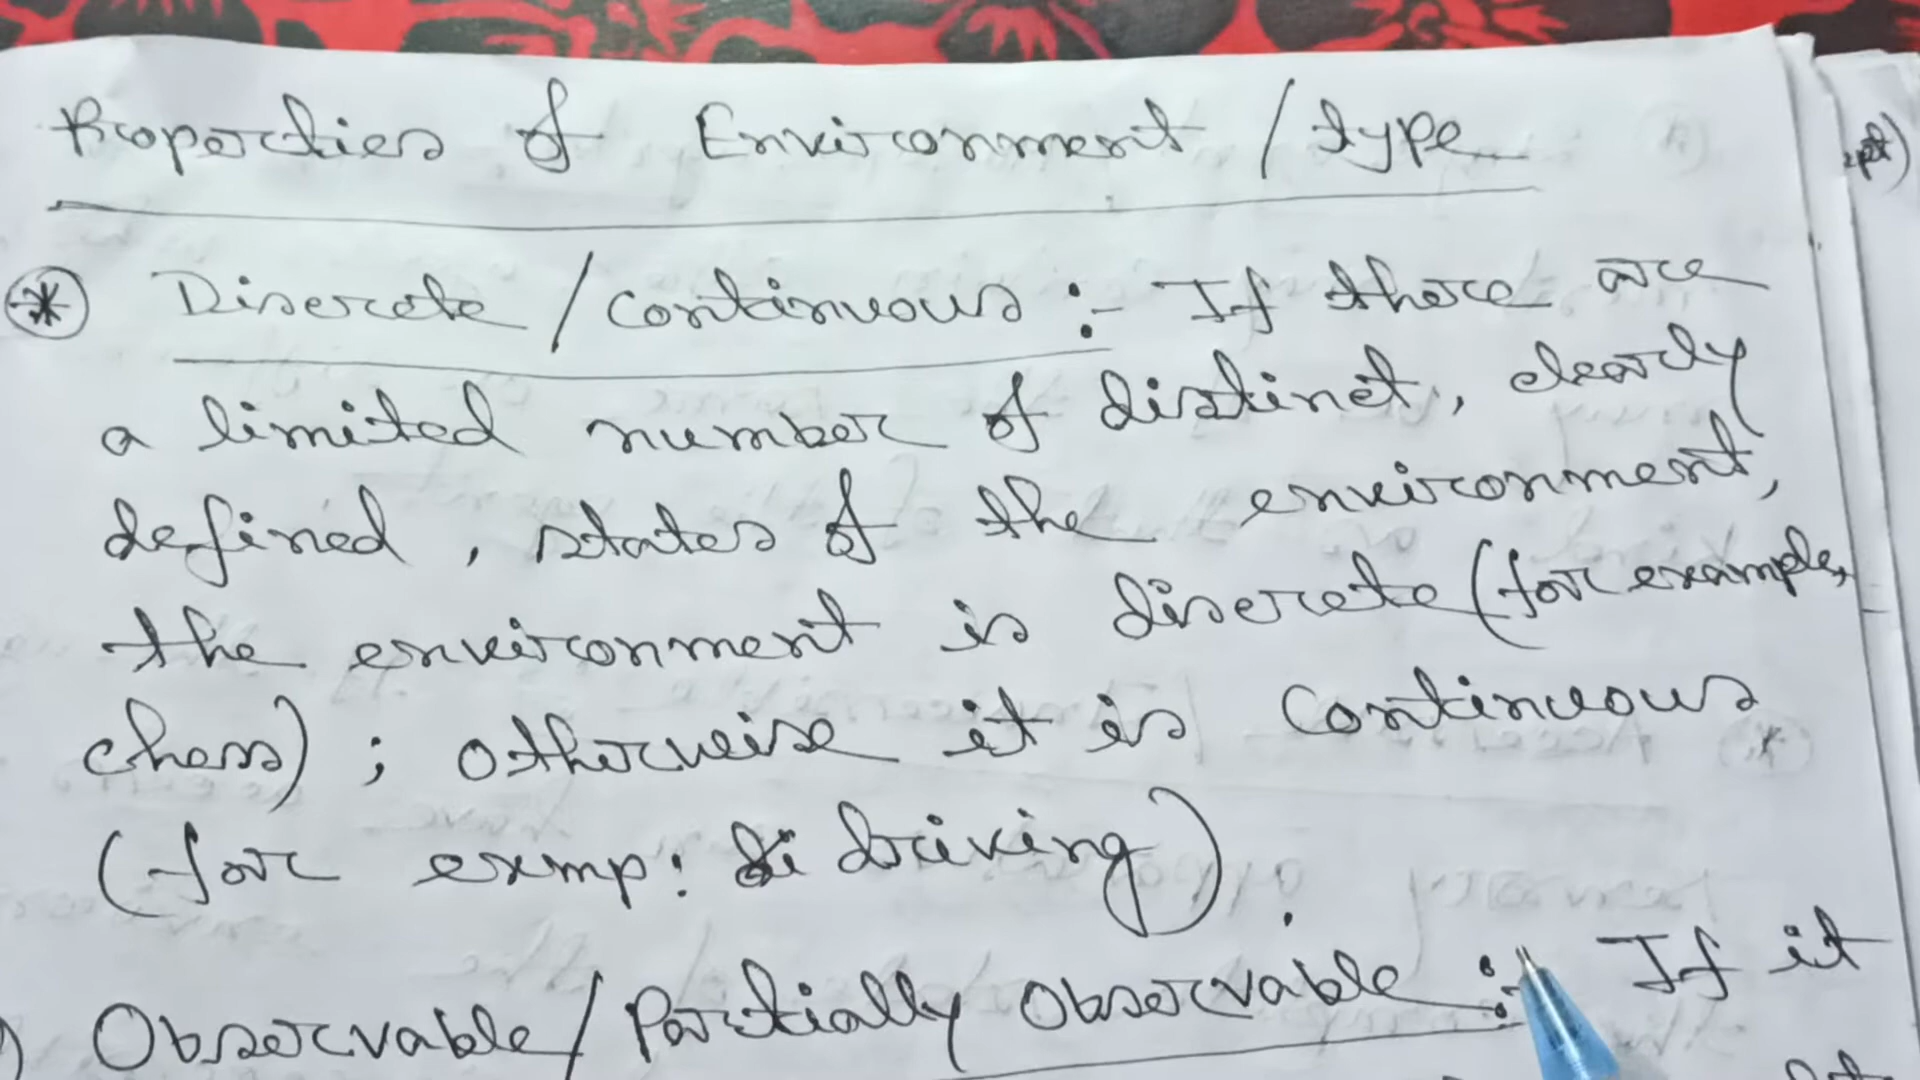 Properties of Environment / type
Discrete / continuous :- If there are
a limited number of distinct, clearly
defined, states of the environment,
the environment is discrete (for example,
chess) ; otherwise it is continuous
(for exmp: driving)
Observable / Partially Observable : If it